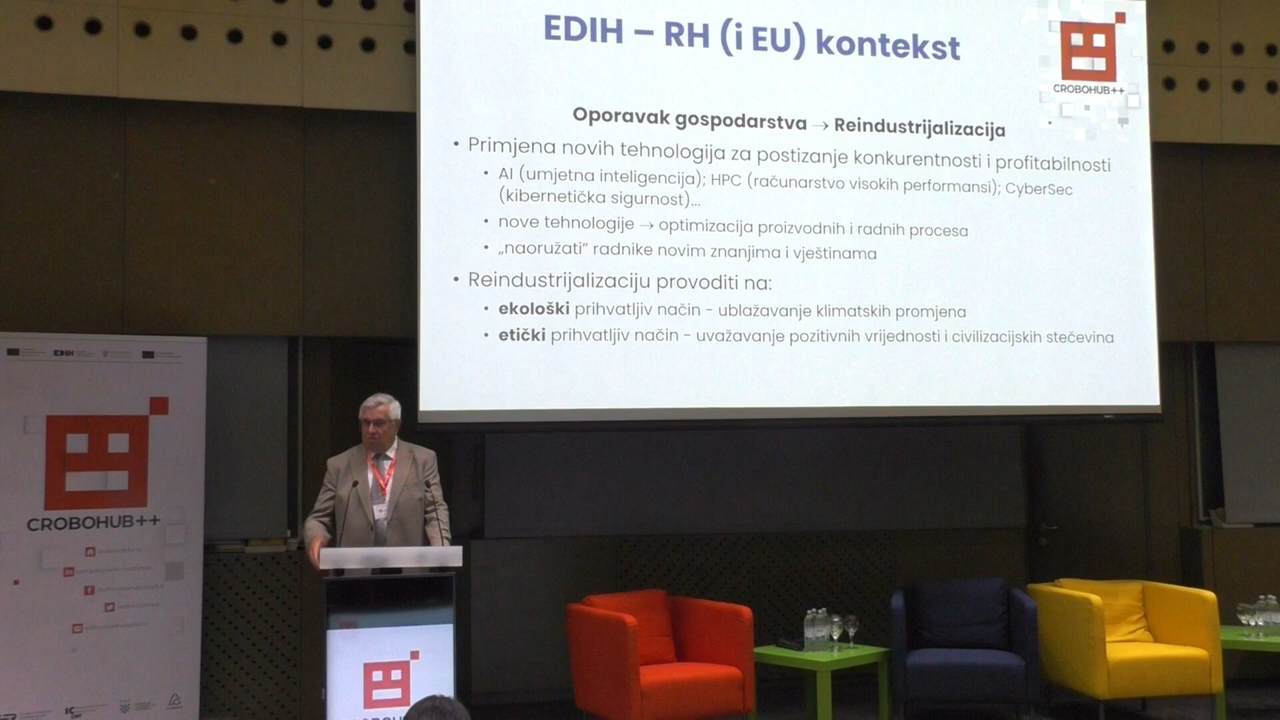 EDIH – RH (i EU) kontekst
CROBOHUB++
Oporavak gospodarstva → Reindustrijalizacija
• Primjena novih tehnologija za postizanje konkurentnosti i profitabilnosti
• AI (umjetna inteligencija); HPC (računarstvo visokih performansi); CyberSec
(kibernetička sigurnost)...
• nove tehnologije → optimizacija proizvodnih i radnih procesa
• „naoružati“ radnike novim znanjima i vještinama
• Reindustrijalizaciju provoditi na:
• ekološki prihvatljiv način - ublažavanje klimatskih promjena
• etički prihvatljiv način - uvažavanje pozitivnih vrijednosti i civilizacijskih stečevina
EDIH
CROBOHUB++